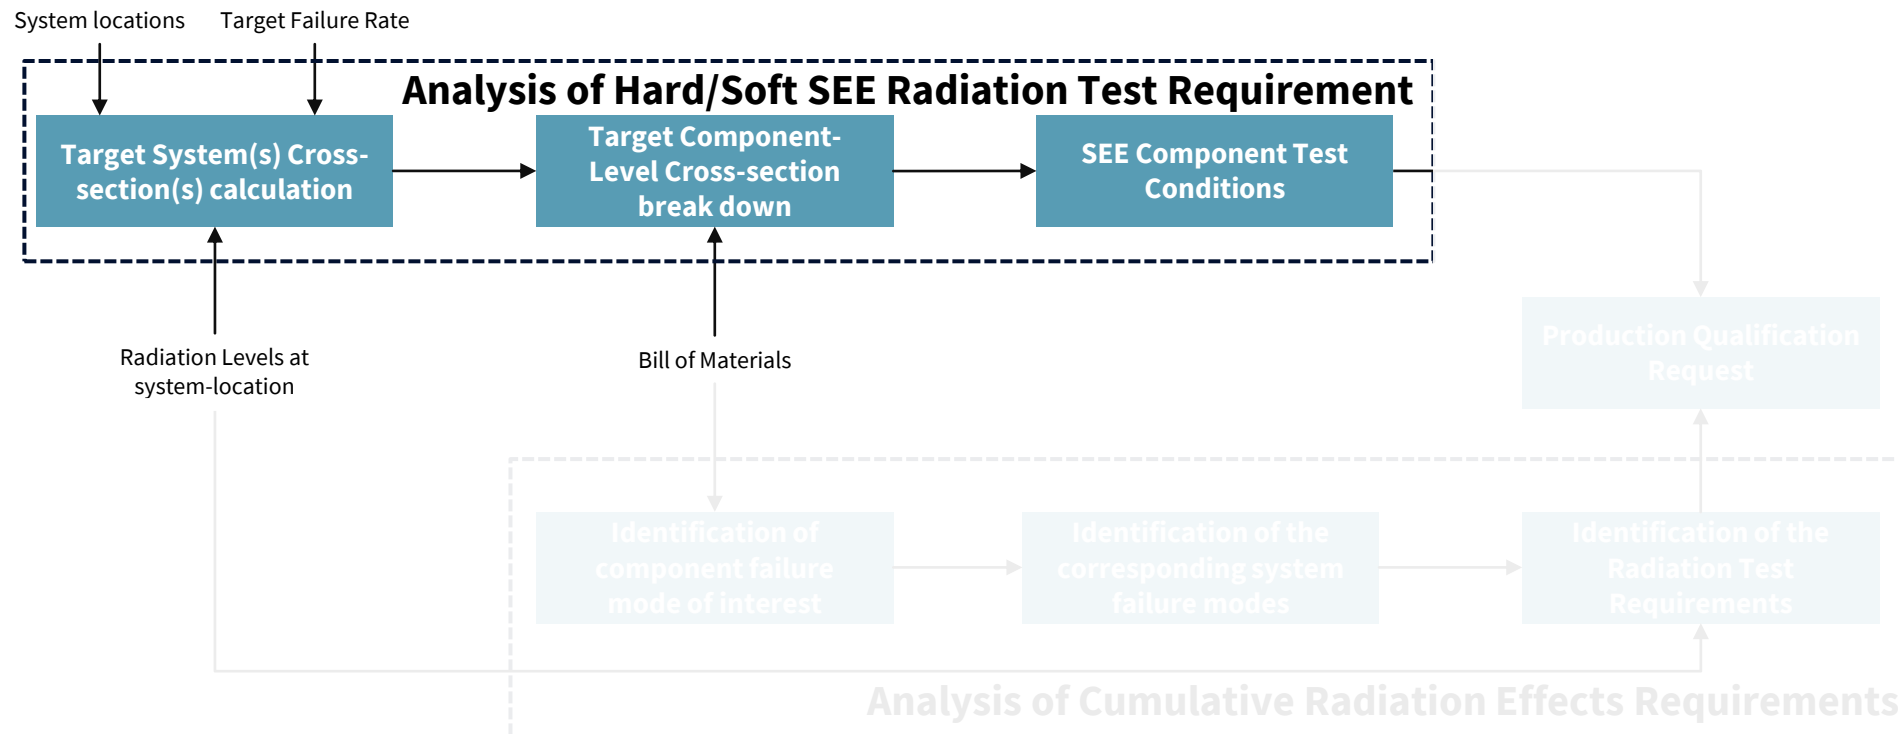 System locations
Target Failure Rate
Analysis of Hard/Soft SEE Radiation Test Requirement
Target System(s) Cross-
section(s) calculation
Target Component-
Level Cross-section
break down
SEE Component Test
Conditions
Radiation Levels at
system-location
Bill of Materials
Production Qualification
Request
Identification of
component failure
mode of interest
Identification of the
corresponding system
failure modes
Identification of the
Radiation Test
Requirements
Analysis of Cumulative Radiation Effects Requirements